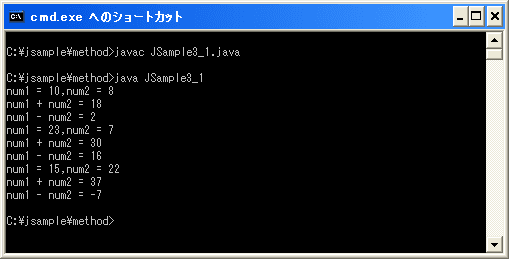 cmd.exe へのショートカット
C:¥jsample¥method>javac JSample3_1.java
C:¥jsample¥method>java JSample3_1
num1 = 10,num2 = 8
num1 + num2 = 18
num1 - num2 = 2
num1 = 23,num2 = 7
num1 + num2 = 30
num1 - num2 = 16
num1 = 15,num2 = 22
num1 + num2 = 37
num1 - num2 = -7
C:¥jsample¥method>